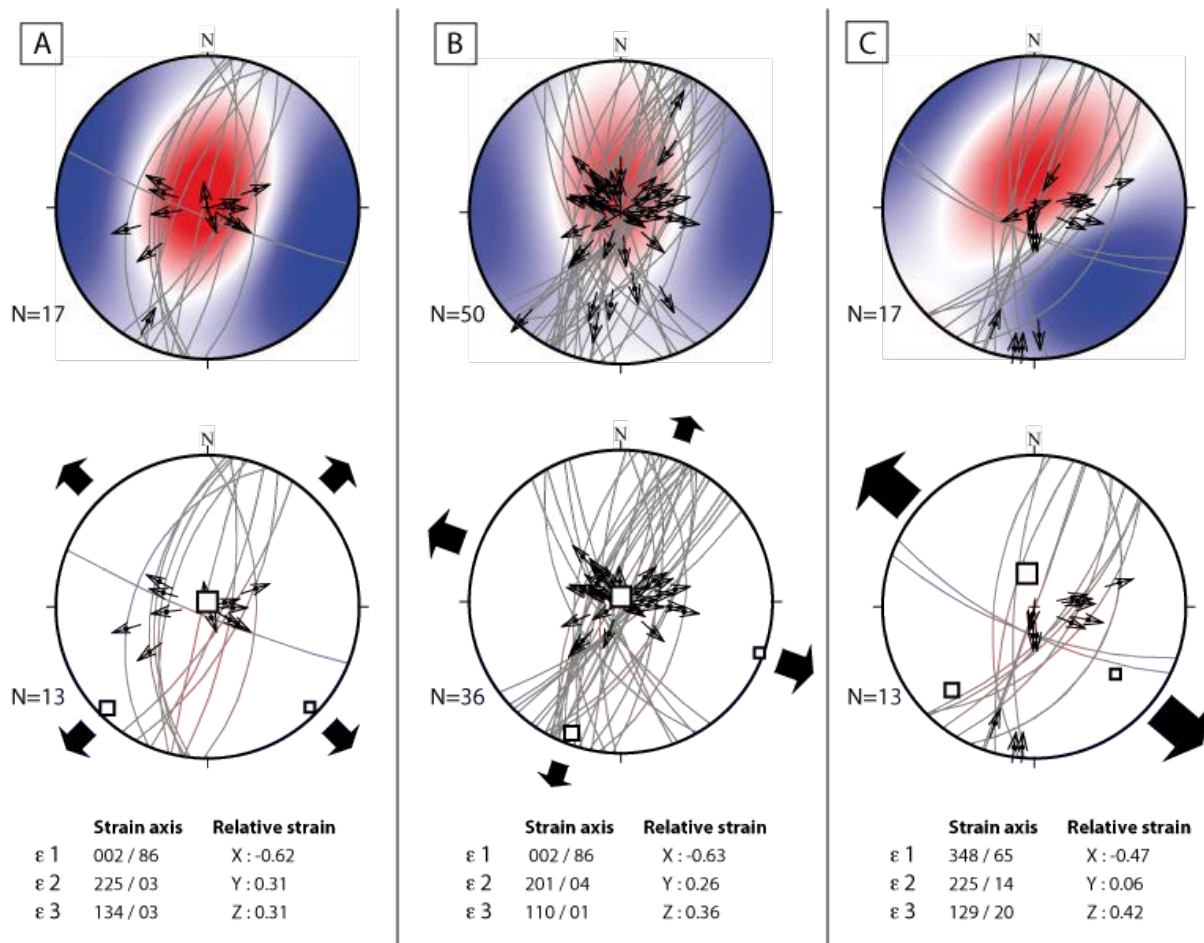 A
B
C
N
N
N
N=17
N=50
N=17
N
N
N
N=13
N=36
N=13
Strain axis Relative strain
ε 1 002 / 86 X : -0.62
ε 2 225 / 03 Y : 0.31
ε 3 134 / 03 Z : 0.31
Strain axis Relative strain
ε 1 002 / 86 X : -0.63
ε 2 201 / 04 Y : 0.26
ε 3 110 / 01 Z : 0.36
Strain axis Relative strain
ε 1 348 / 65 X : -0.47
ε 2 225 / 14 Y : 0.06
ε 3 129 / 20 Z : 0.42